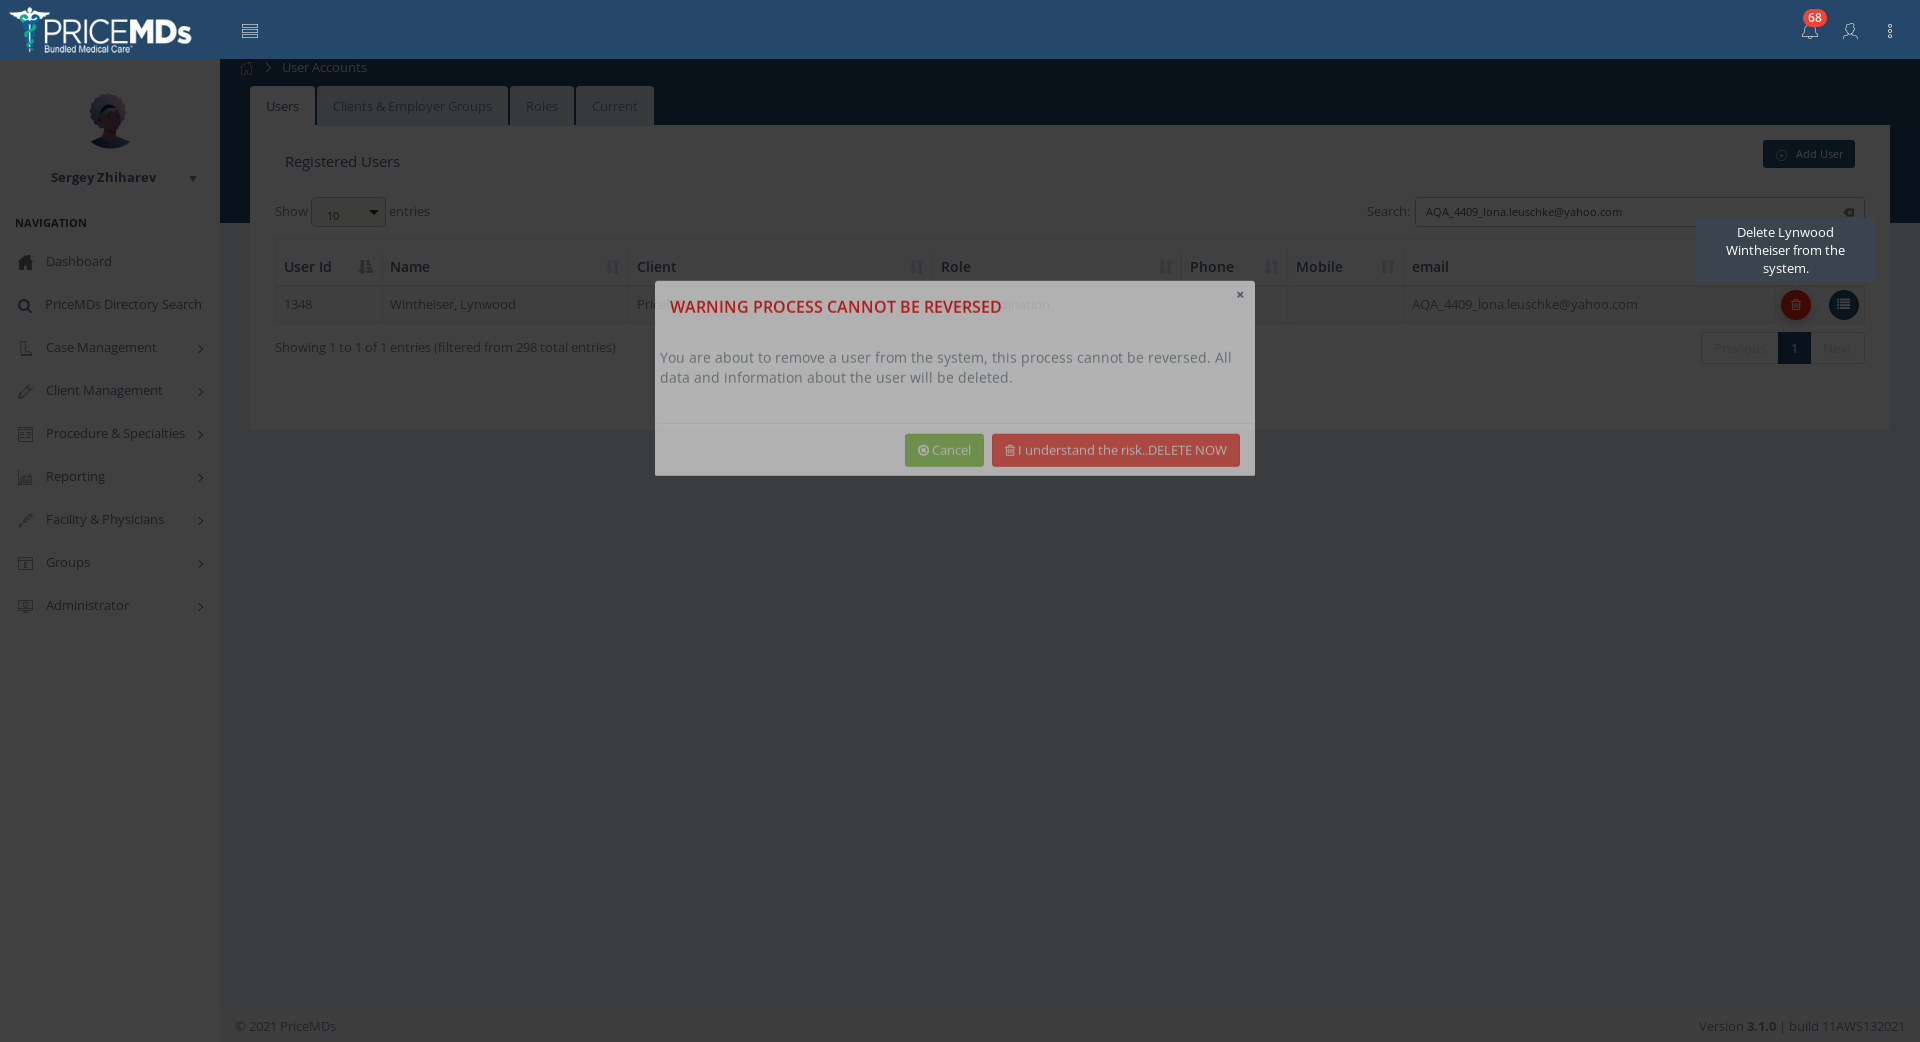 PRICEMDs
Bundled Medical Care
68
User Accounts
Users
Clients & Employer Groups
Roles
Current
Registered Users
Add User
Sergey Zhiharev
Show 10 entries
Search: AQA_4409_lona.leuschke@yahoo.com
NAVIGATION
Delete Lynwood
Wintheiser from the
system.
Dashboard
PriceMDs Directory Search
Case Management
Client Management
Procedure & Specialties
Reporting
Facility & Physicians
Groups
Administrator
User Id Name Client Role Phone Mobile email
1348 Wintheiser, Lynwood AQA_4409_lona.leuschke@yahoo.com
Showing 1 to 1 of 1 entries (filtered from 298 total entries)
Previous 1 Next
×
WARNING PROCESS CANNOT BE REVERSED
You are about to remove a user from the system, this process cannot be reversed. All
data and information about the user will be deleted.
Cancel
I understand the risk..DELETE NOW
© 2021 PriceMDs
Version 3.1.0 | build 11AWS132021